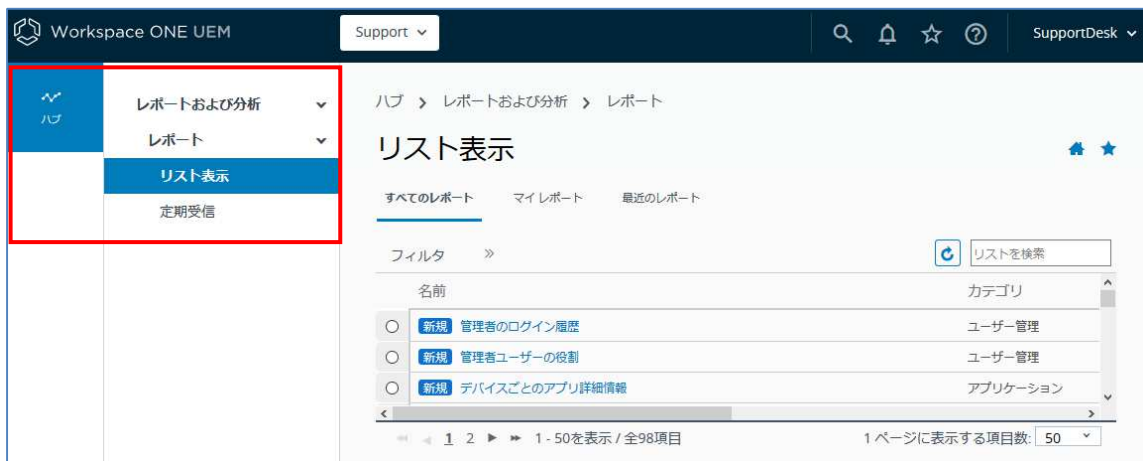 Workspace ONE UEM
Support
SupportDesk
ハブ
レポートおよび分析
レポート
リスト表示
定期受信
ハブ > レポートおよび分析 > レポート
リスト表示
すべてのレポート マイ レポート 最近のレポート
フィルタ »
リストを検索
名前 カテゴリ
新規 管理者のログイン履歴 ユーザー管理
新規 管理者ユーザーの役割 ユーザー管理
新規 デバイスごとのアプリ詳細情報 アプリケーション
1 2 1 - 50を表示 / 全98項目 1 ページに表示する項目数: 50